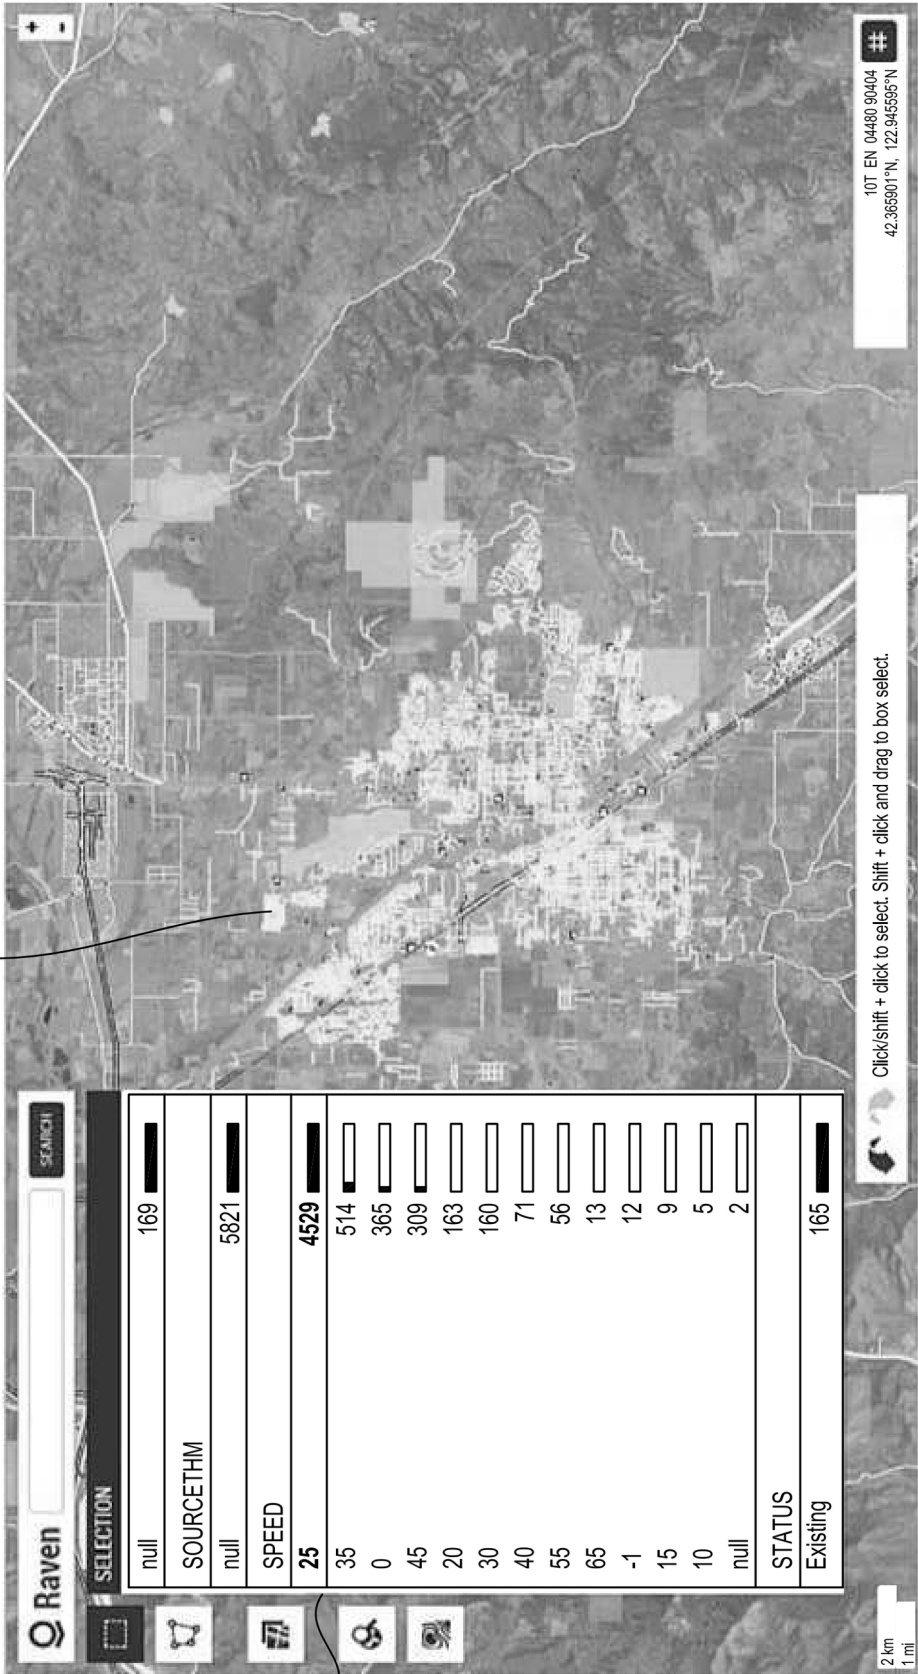 Raven
SEARCH
SELECTION
null 169
SOURCETHM
null 5821
SPEED
25 4529
35 514
0 365
45 309
20 163
30 160
40 71
55 56
65 13
-1 12
15 9
10 5
null 2
STATUS
Existing 165
+
-
2 km
1 mi
Click/shift + click to select. Shift + click and drag to box select.
10T EN 04480 90404
42.365901°N, 122.945595°N
#